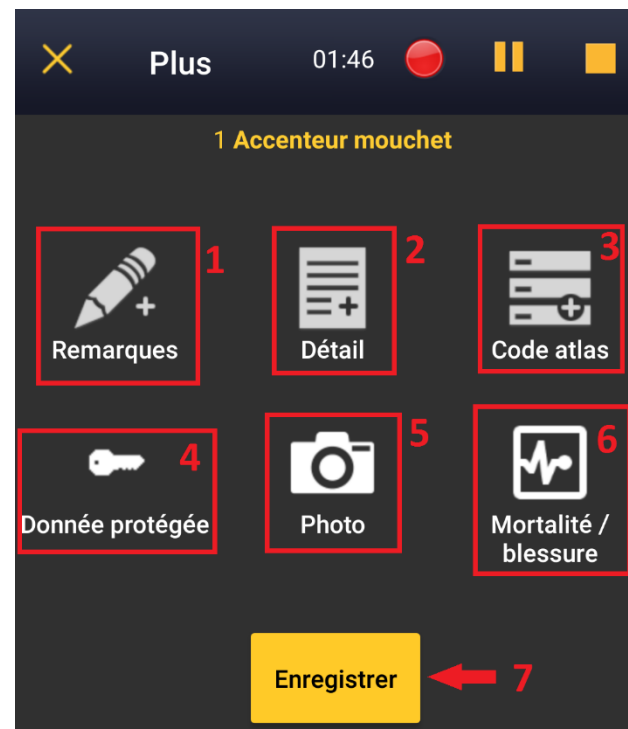 Plus 01:46
1 Accenteur mouchet
1 2 3
Remarques Détail Code atlas
4 5 6
Donnée protégée Photo Mortalité /
blessure
Enregistrer 7